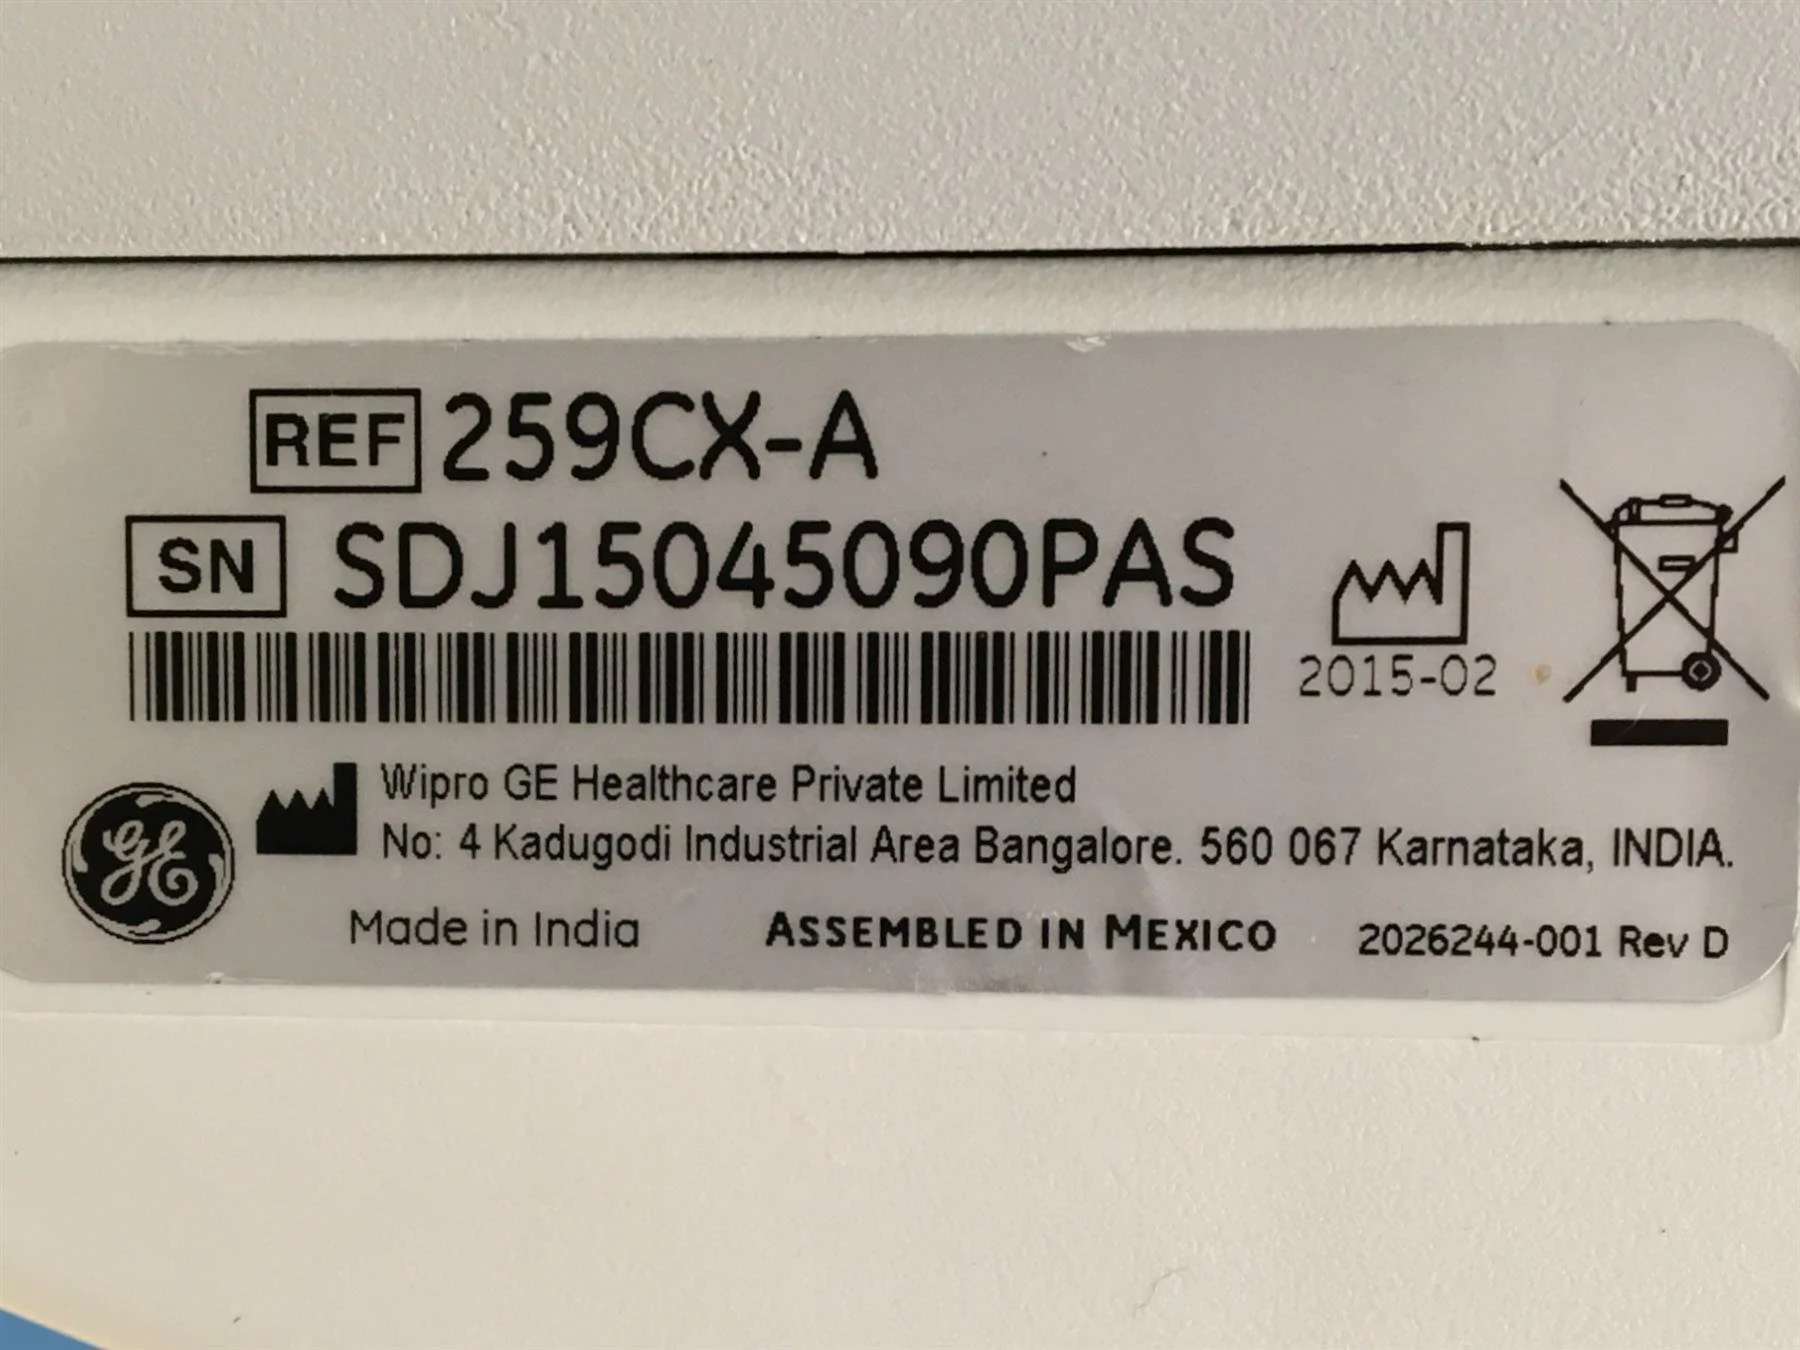 REF 259CX-A
SN SDJ15045090PAS
2015-02
GE
Wipro GE Healthcare Private Limited
No: 4 Kadugodi Industrial Area Bangalore. 560 067 Karnataka, INDIA.
Made in India ASSEMBLED IN MEXICO 2026244-001 Rev D